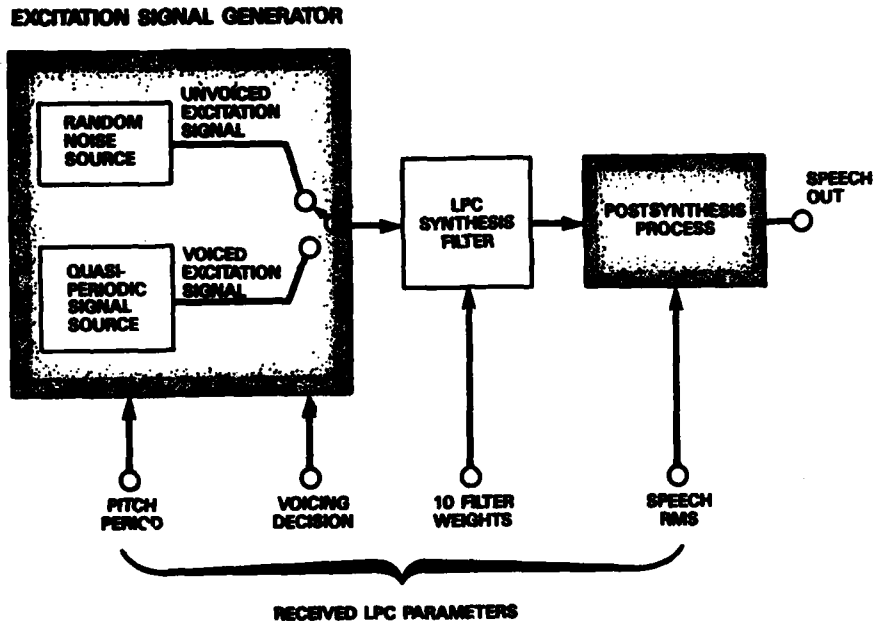 EXCITATION SIGNAL GENERATOR
RANDOM
NOISE
SOURCE
UNVOICED
EXCITATION
SIGNAL
QUASI-
PERIODIC
SIGNAL
SOURCE
VOICED
EXCITATION
SIGNAL
LPC
SYNTHESIS
FILTER
POSTSYNTHESIS
PROCESS
SPEECH
OUT
PITCH
PERIOD
VOICING
DECISION
10 FILTER
WEIGHTS
SPEECH
RMS
RECEIVED LPC PARAMETERS